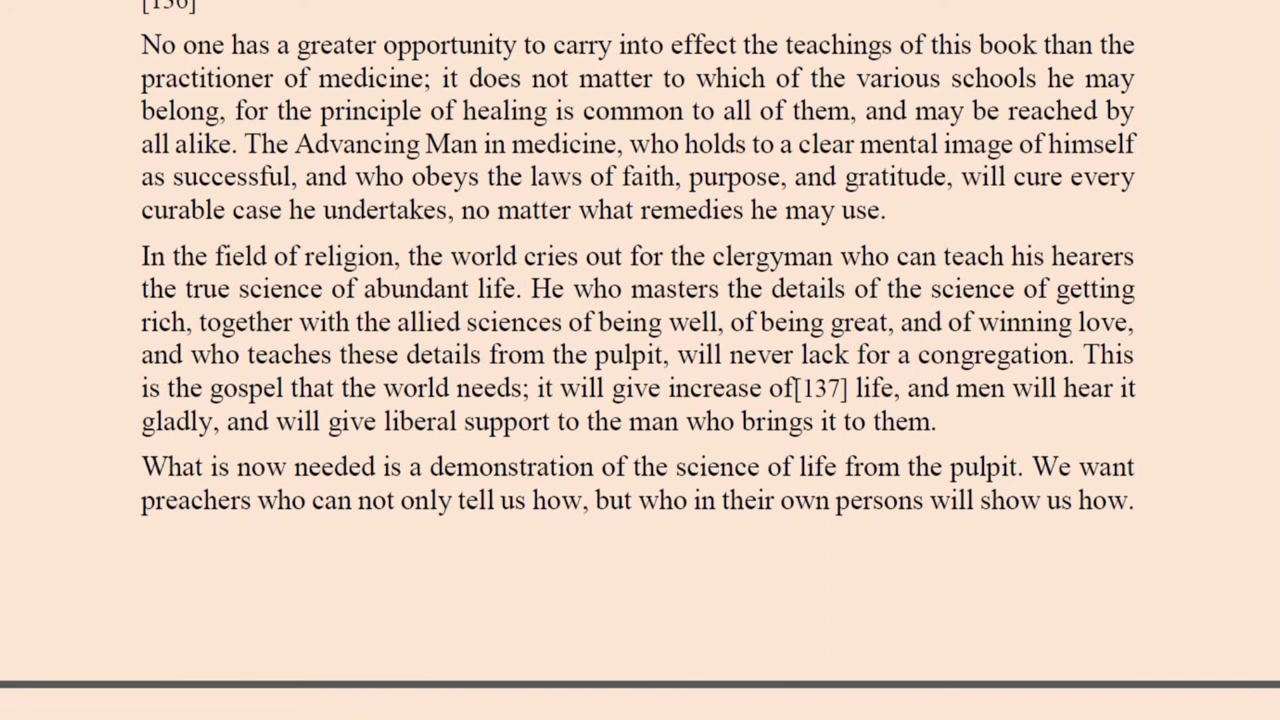 [136]
No one has a greater opportunity to carry into effect the teachings of this book than the
practitioner of medicine; it does not matter to which of the various schools he may
belong, for the principle of healing is common to all of them, and may be reached by
all alike. The Advancing Man in medicine, who holds to a clear mental image of himself
as successful, and who obeys the laws of faith, purpose, and gratitude, will cure every
curable case he undertakes, no matter what remedies he may use.
In the field of religion, the world cries out for the clergyman who can teach his hearers
the true science of abundant life. He who masters the details of the science of getting
rich, together with the allied sciences of being well, of being great, and of winning love,
and who teaches these details from the pulpit, will never lack for a congregation. This
is the gospel that the world needs; it will give increase of[137] life, and men will hear it
gladly, and will give liberal support to the man who brings it to them.
What is now needed is a demonstration of the science of life from the pulpit. We want
preachers who can not only tell us how, but who in their own persons will show us how.